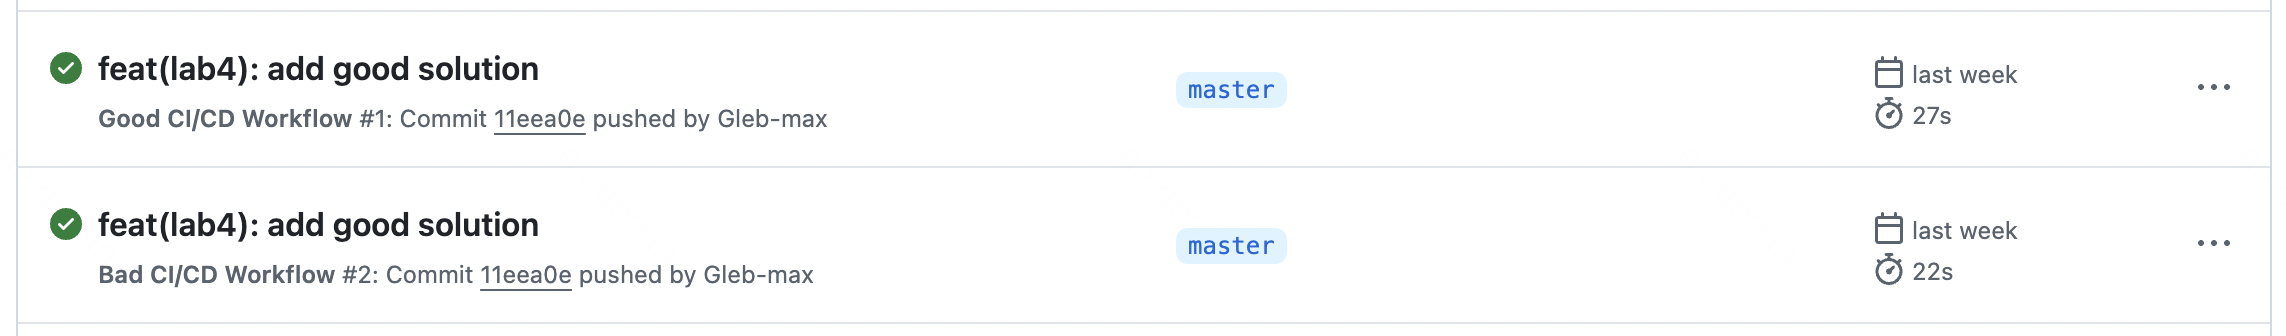 feat(lab4): add good solution
Good CI/CD Workflow #1: Commit 11eea0e pushed by Gleb-max
master
last week
27s
feat(lab4): add good solution
Bad CI/CD Workflow #2: Commit 11eea0e pushed by Gleb-max
master
last week
22s